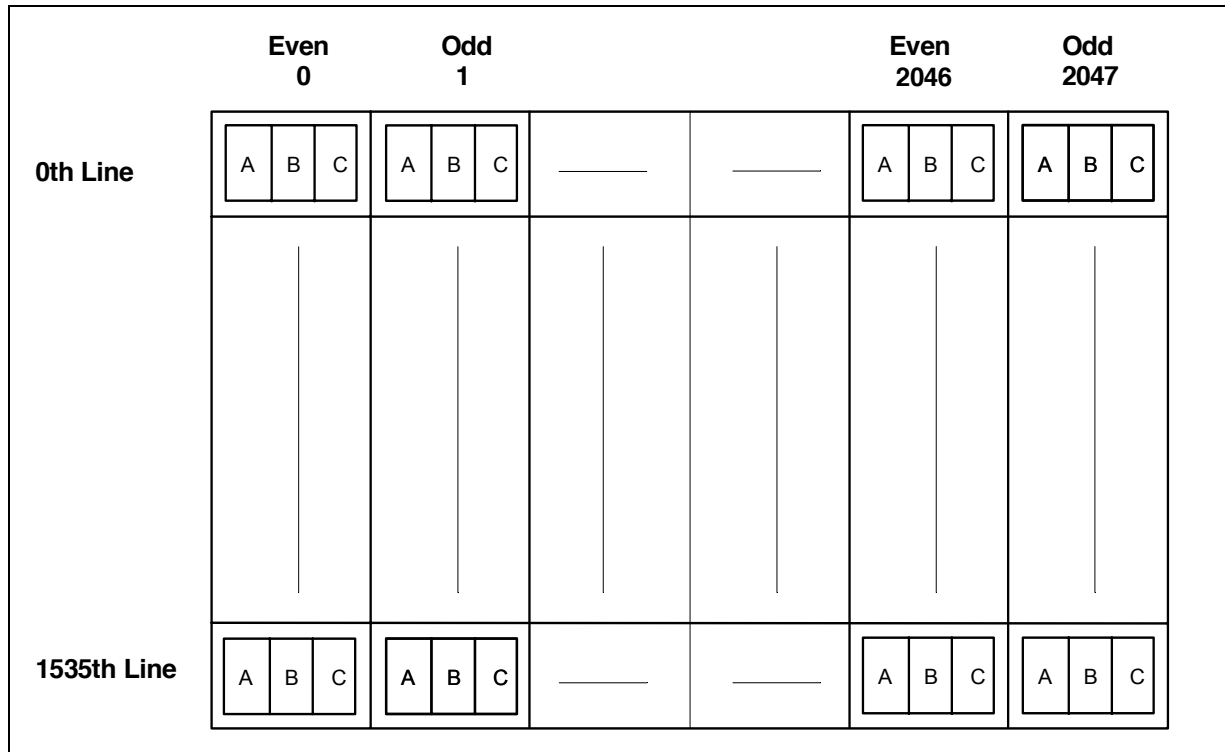 Even Odd Even Odd
0 1 2046 2047
0th Line A B C A B C A B C A B C
1535th Line A B C A B C A B C A B C